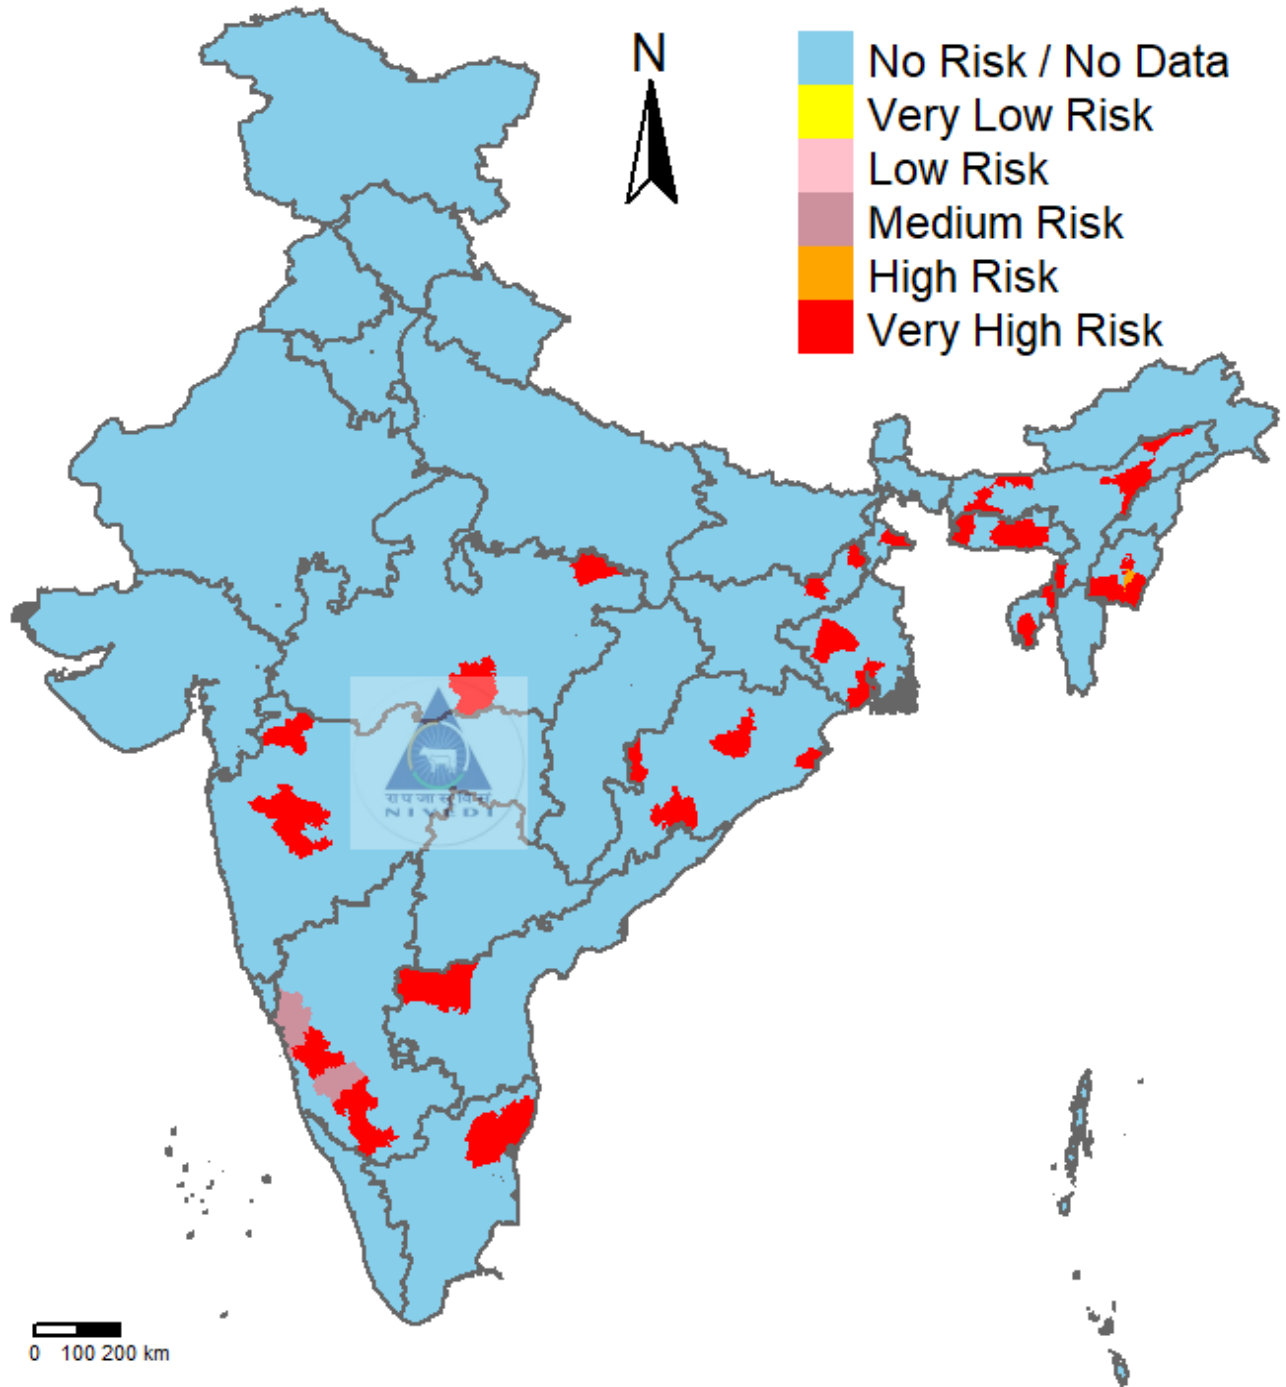 N
No Risk / No Data
Very Low Risk
Low Risk
Medium Risk
High Risk
Very High Risk
NIVEDI
0 100 200 km